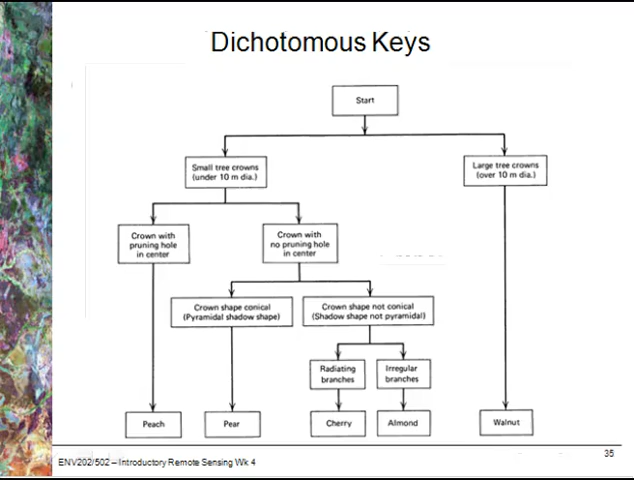 Dichotomous Keys
Start
Small tree crowns
(under 10 m dia.)
Large tree crowns
(over 10 m dia.)
Crown with
pruning hole
in center
Crown with
no pruning hole
in center
Crown shape conical
(Pyramidal shadow shape)
Crown shape not conical
(Shadow shape not pyramidal)
Radiating
branches
Irregular
branches
Peach
Pear
Cherry
Almond
Walnut
ENV202/502 – Introductory Remote Sensing Wk 4
35